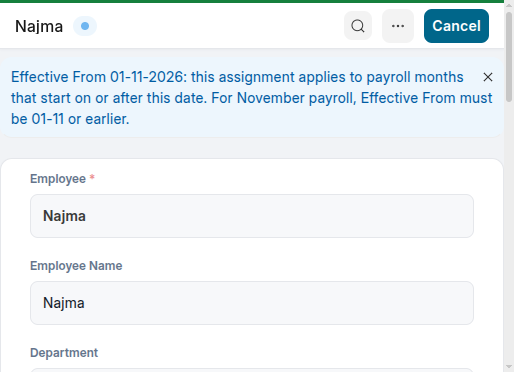 Najma
Cancel
Effective From 01-11-2026: this assignment applies to payroll months
that start on or after this date. For November payroll, Effective From must
be 01-11 or earlier.
Employee *
Najma
Employee Name
Najma
Department